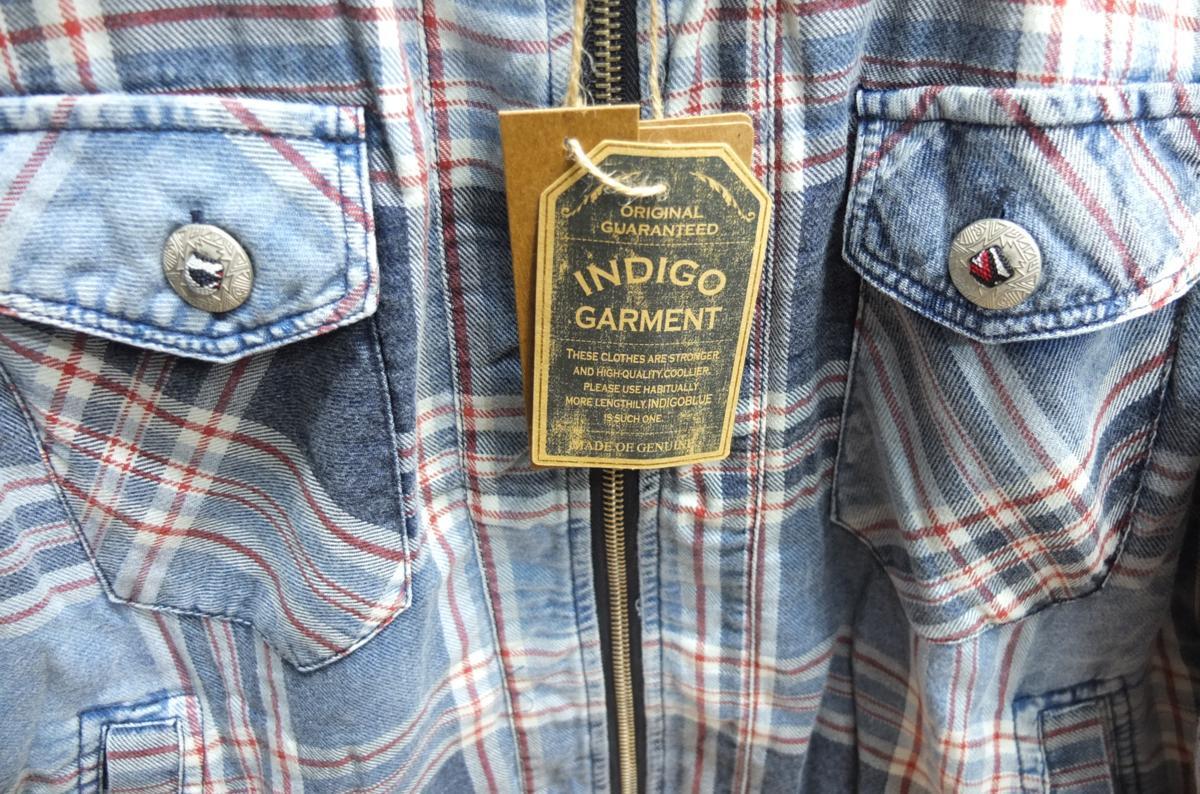 ORIGINAL
GUARANTEED
INDIGO
GARMENT
THESE CLOTHES ARE STRONGER
AND HIGH-QUALITY.COOLLIER.
PLEASE USE HABITUALLY
MORE LENGTHILY.INDIGOBLUE
IS SUCH ONE.
MADE OF GENUINE